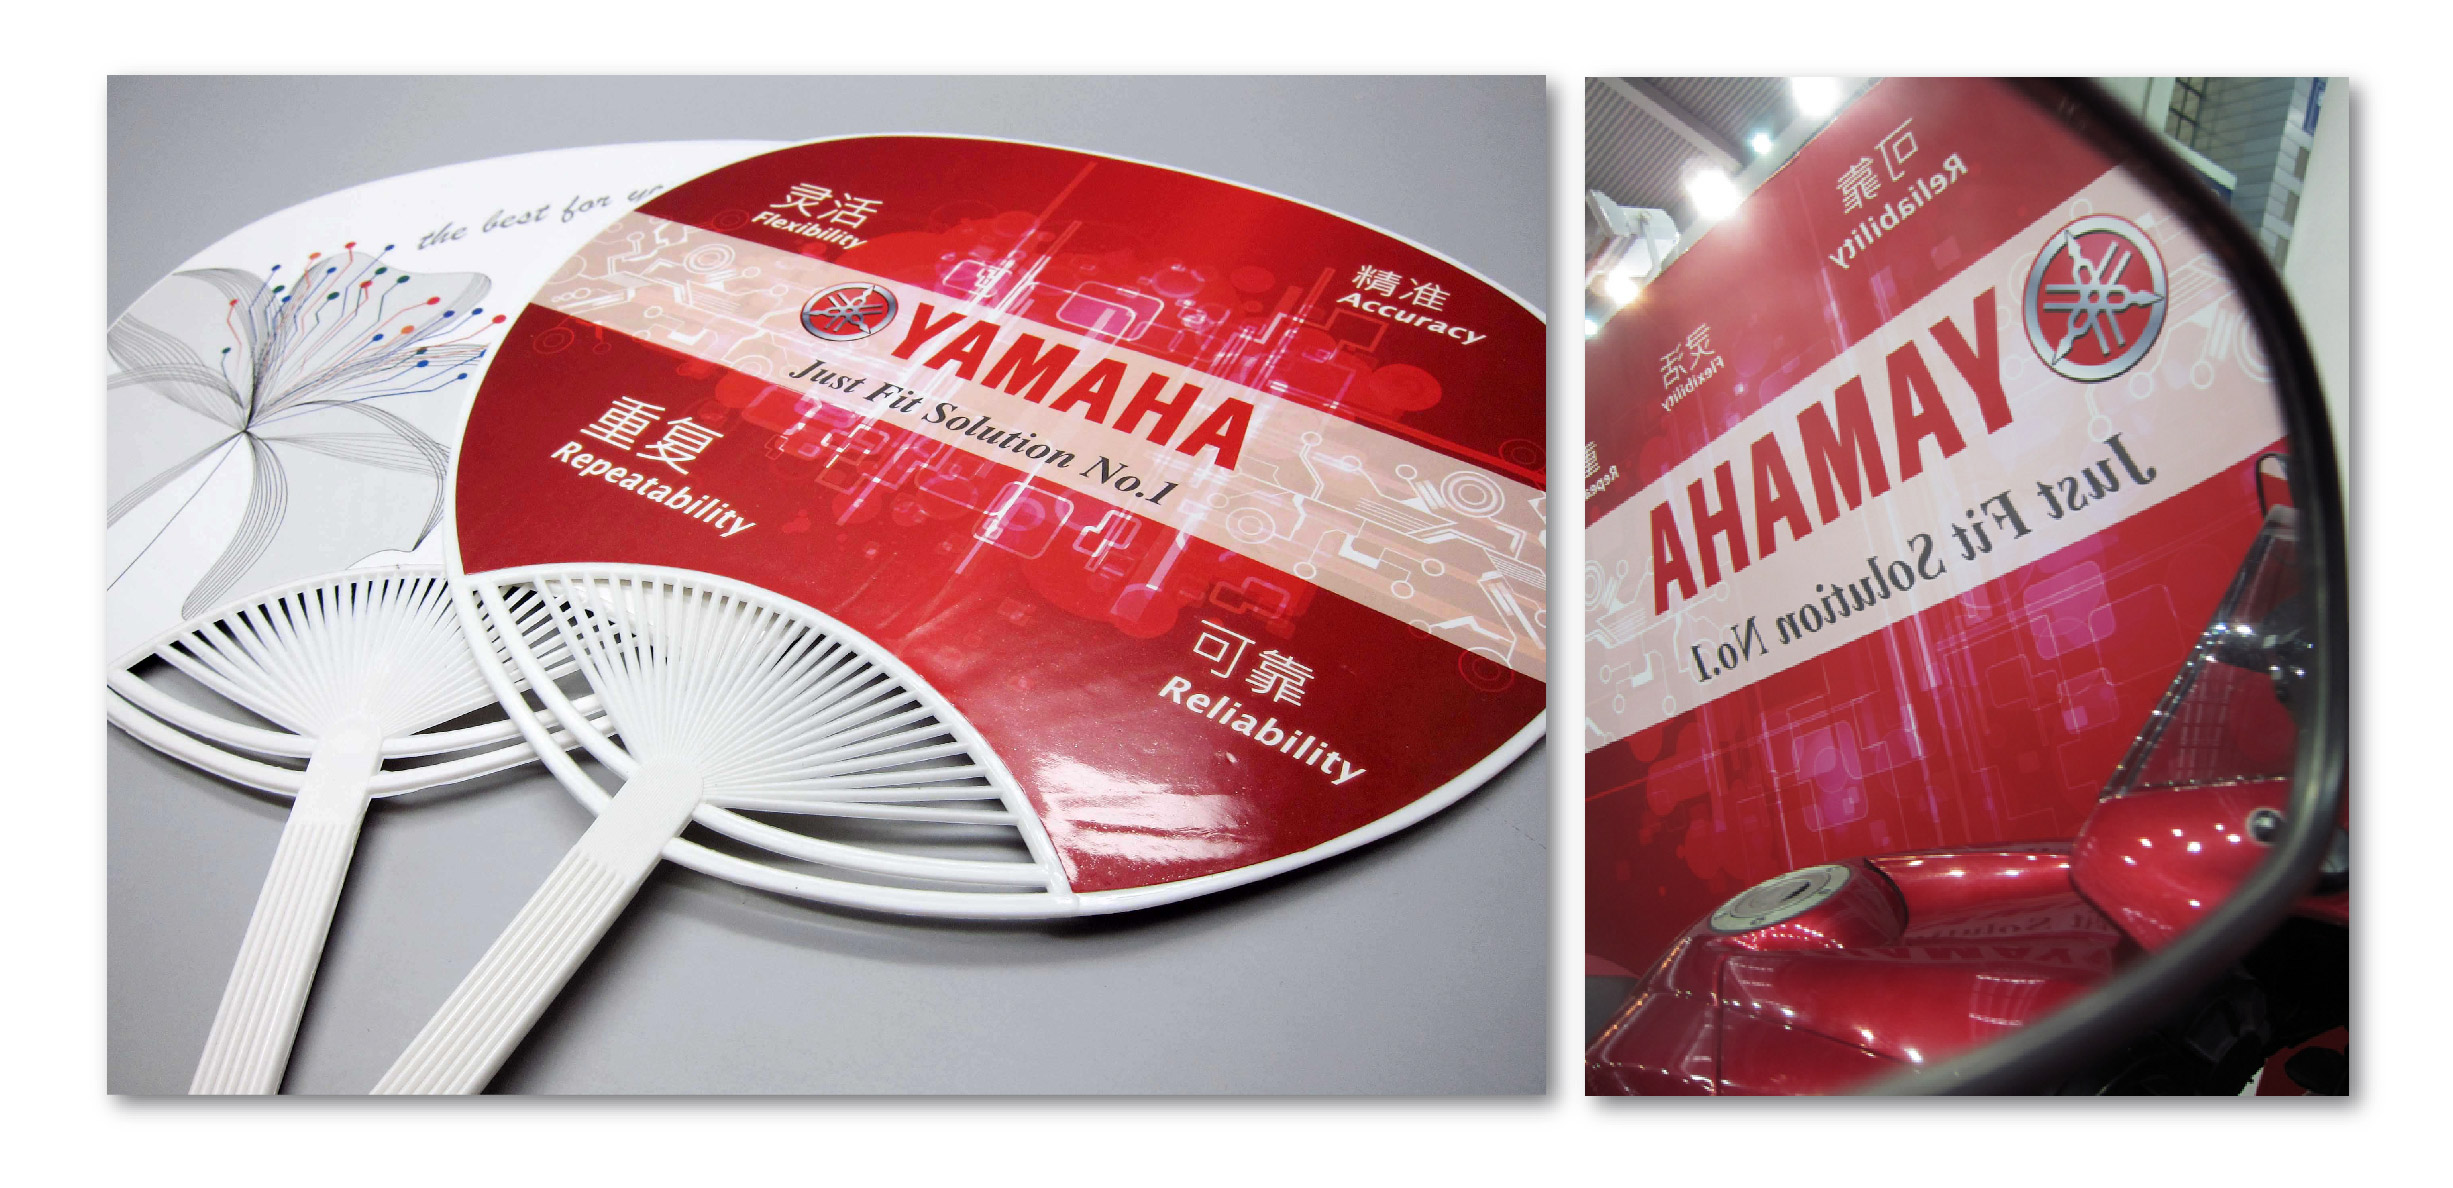 the best for
灵活
Flexibility
精准
Accuracy
YAMAHA
Just Fit Solution No.1
重复
Repeatability
可靠
Reliability
可靠
Reliability
灵活
Flexibility
YAMAHA
Just Fit Solution No.1